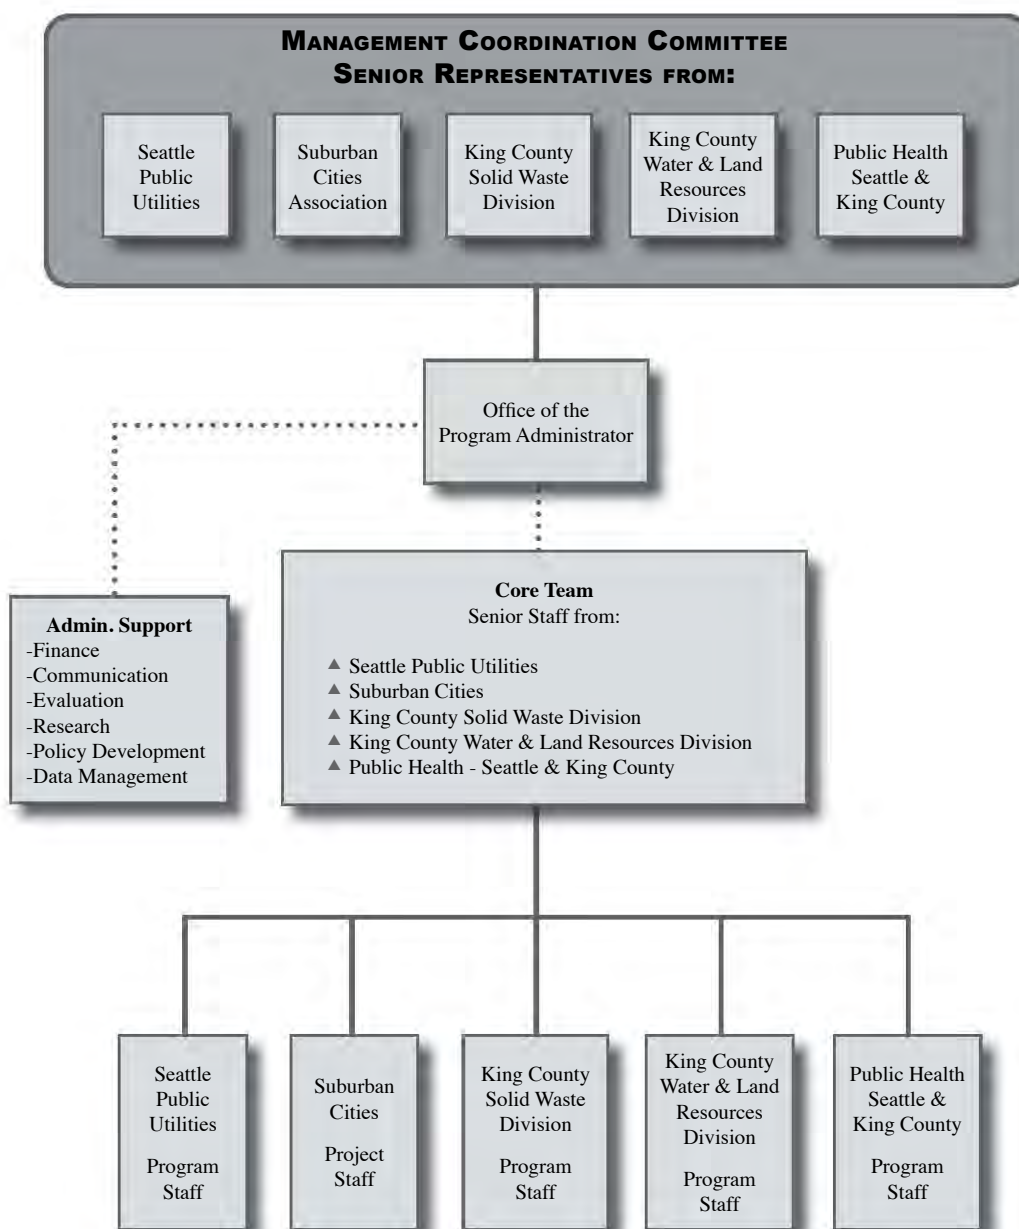 MANAGEMENT COORDINATION COMMITTEE
SENIOR REPRESENTATIVES FROM:
Seattle
Public
Utilities
Suburban
Cities
Association
King County
Solid Waste
Division
King County
Water & Land
Resources
Division
Public Health
Seattle &
King County
Office of the
Program Administrator
Admin. Support
-Finance
-Communication
-Evaluation
-Research
-Policy Development
-Data Management
Core Team
Senior Staff from:
▲ Seattle Public Utilities
▲ Suburban Cities
▲ King County Solid Waste Division
▲ King County Water & Land Resources Division
▲ Public Health - Seattle & King County
Seattle
Public
Utilities
Program
Staff
Suburban
Cities
Project
Staff
King County
Solid Waste
Division
Program
Staff
King County
Water & Land
Resources
Division
Program
Staff
Public Health
Seattle &
King County
Program
Staff